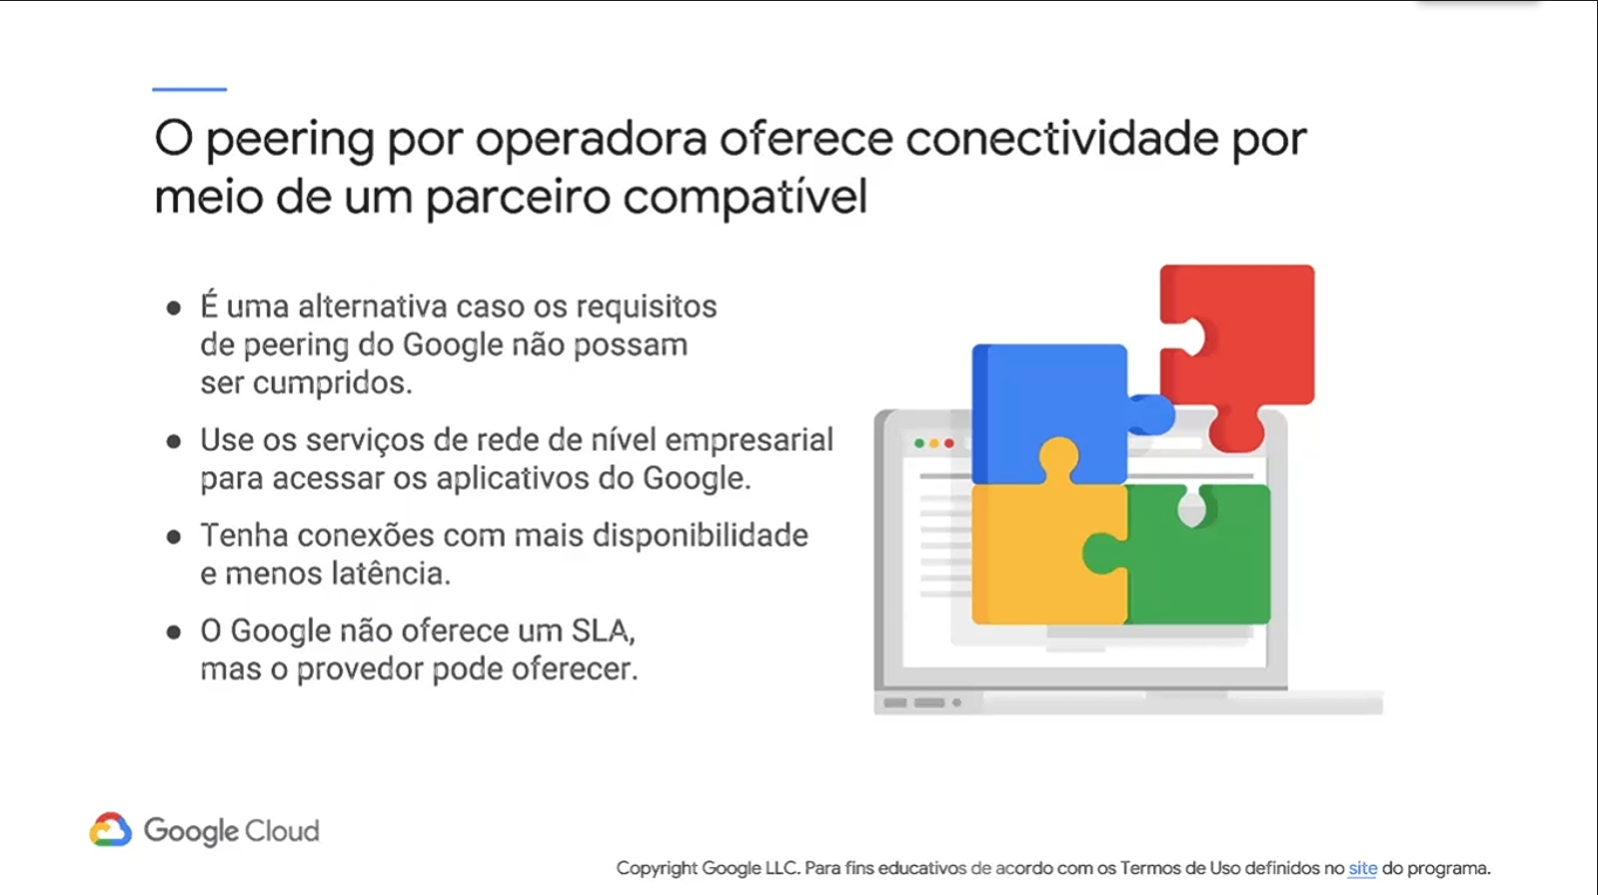 O peering por operadora oferece conectividade por
meio de um parceiro compatível
● É uma alternativa caso os requisitos
de peering do Google não possam
ser cumpridos.
● Use os serviços de rede de nível empresarial
para acessar os aplicativos do Google.
● Tenha conexões com mais disponibilidade
e menos latência.
● O Google não oferece um SLA,
mas o provedor pode oferecer.
Google Cloud
Copyright Google LLC. Para fins educativos de acordo com os Termos de Uso definidos no site do programa.